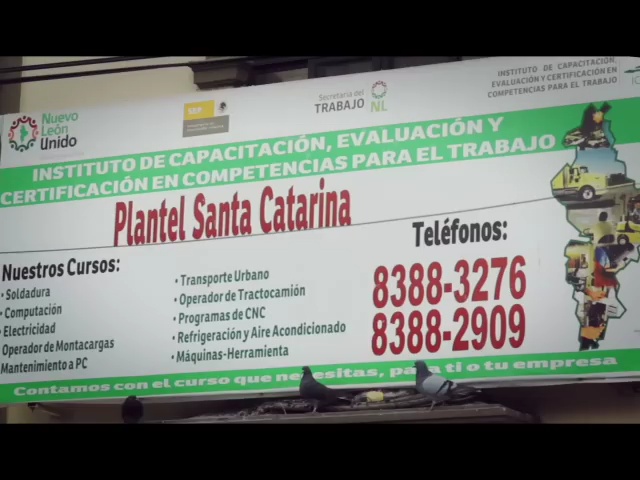 Nuevo
León
Unido
SEP
Secretaría del
TRABAJO NL
INSTITUTO DE CAPACITACIÓN,
EVALUACIÓN Y CERTIFICACIÓN EN
COMPETENCIAS PARA EL TRABAJO
INSTITUTO DE CAPACITACIÓN, EVALUACIÓN Y
CERTIFICACIÓN EN COMPETENCIAS PARA EL TRABAJO
Plantel Santa Catarina
Nuestros Cursos:
• Soldadura
• Computación
• Electricidad
Operador de Montacargas
Mantenimiento a PC
• Transporte Urbano
• Operador de Tractocamión
• Programas de CNC
• Refrigeración y Aire Acondicionado
• Máquinas-Herramienta
Teléfonos:
8388-3276
8388-2909
Contamos con el curso que necesitas, para ti o tu empresa